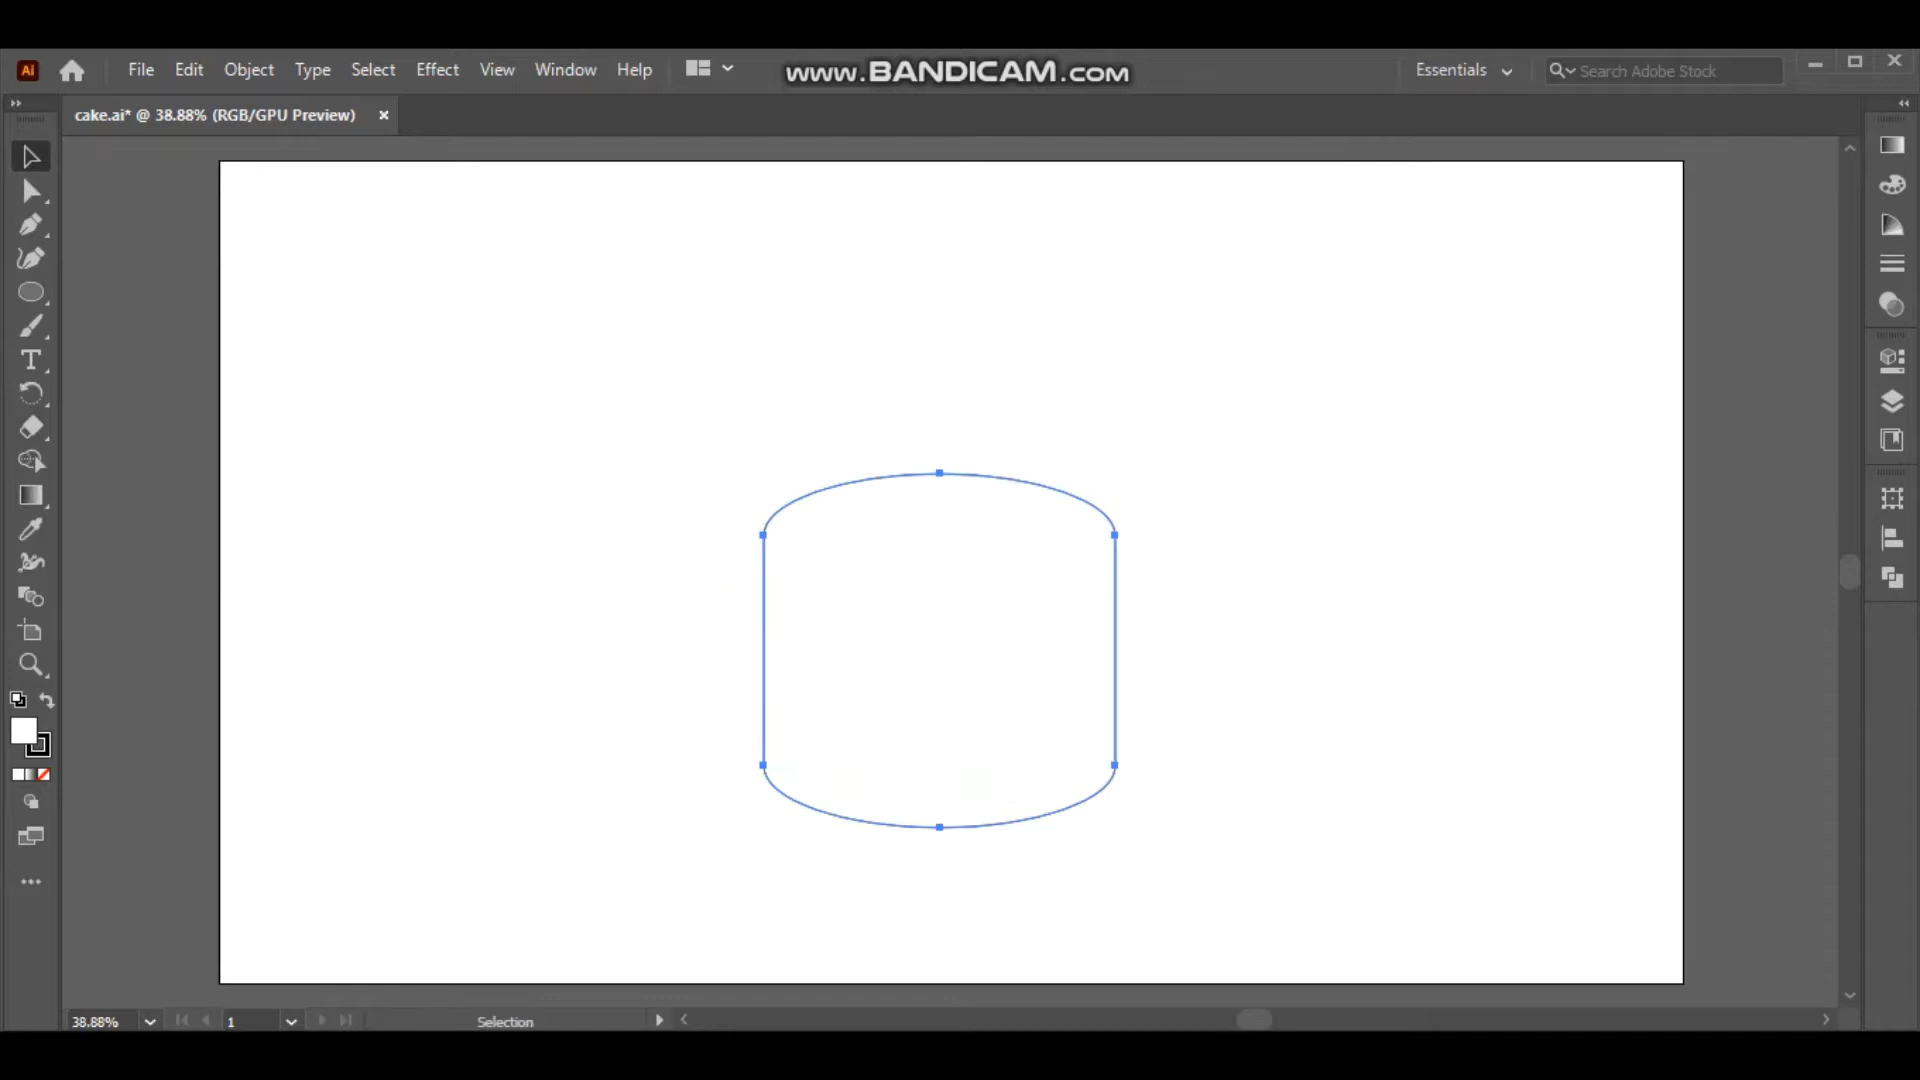 Ai File Edit Object Type Select Effect View Window Help www.BANDICAM.com Essentials Search Adobe Stock
cake.ai* @ 38.88% (RGB/GPU Preview) ×
38.88% 1 Selection